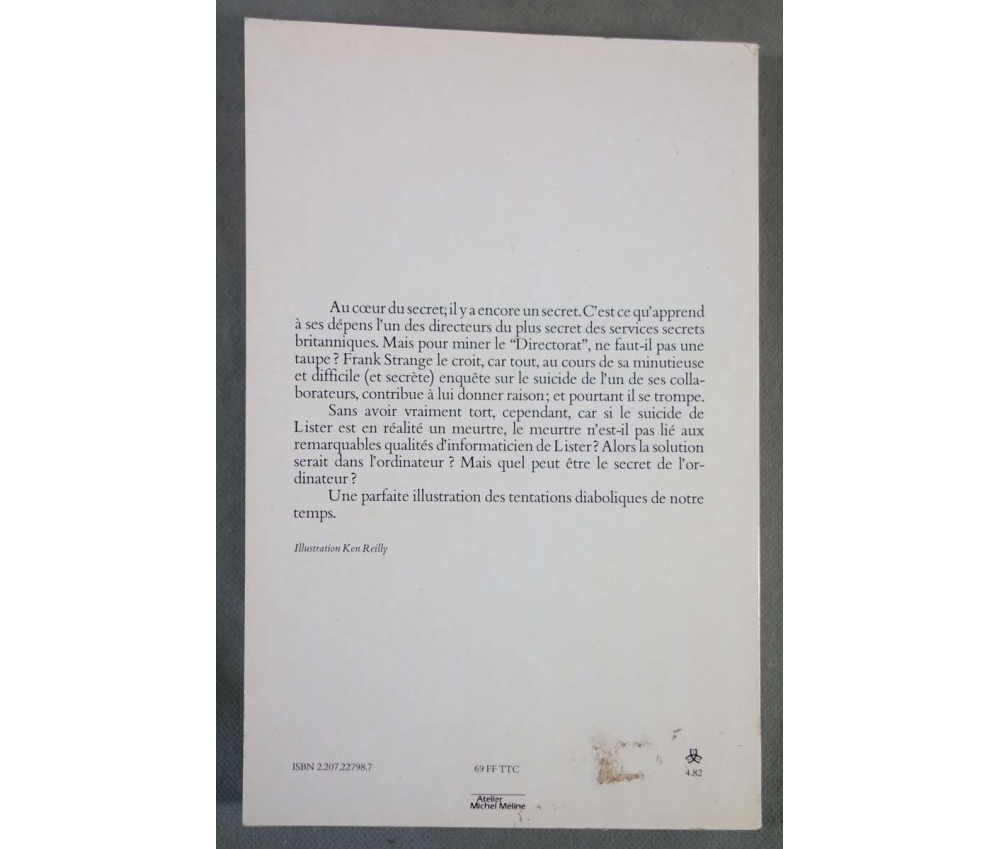 Au cœur du secret; il y a encore un secret. C'est ce qu'apprend
à ses dépens l'un des directeurs du plus secret des services secrets
britanniques. Mais pour miner le "Directorat", ne faut-il pas une
taupe ? Frank Strange le croit, car tout, au cours de sa minutieuse
et difficile (et secrète) enquête sur le suicide de l'un de ses colla-
borateurs, contribue à lui donner raison; et pourtant il se trompe.
Sans avoir vraiment tort, cependant, car si le suicide de
Lister est en réalité un meurtre, le meurtre n'est-il pas lié aux
remarquables qualités d'informaticien de Lister? Alors la solution
serait dans l'ordinateur ? Mais quel peut être le secret de l'or-
dinateur ?
Une parfaite illustration des tentations diaboliques de notre
temps.
Illustration Ken Reilly
ISBN 2.207.22798.7
69 FF TTC
4.82
Atelier
Michel Méline